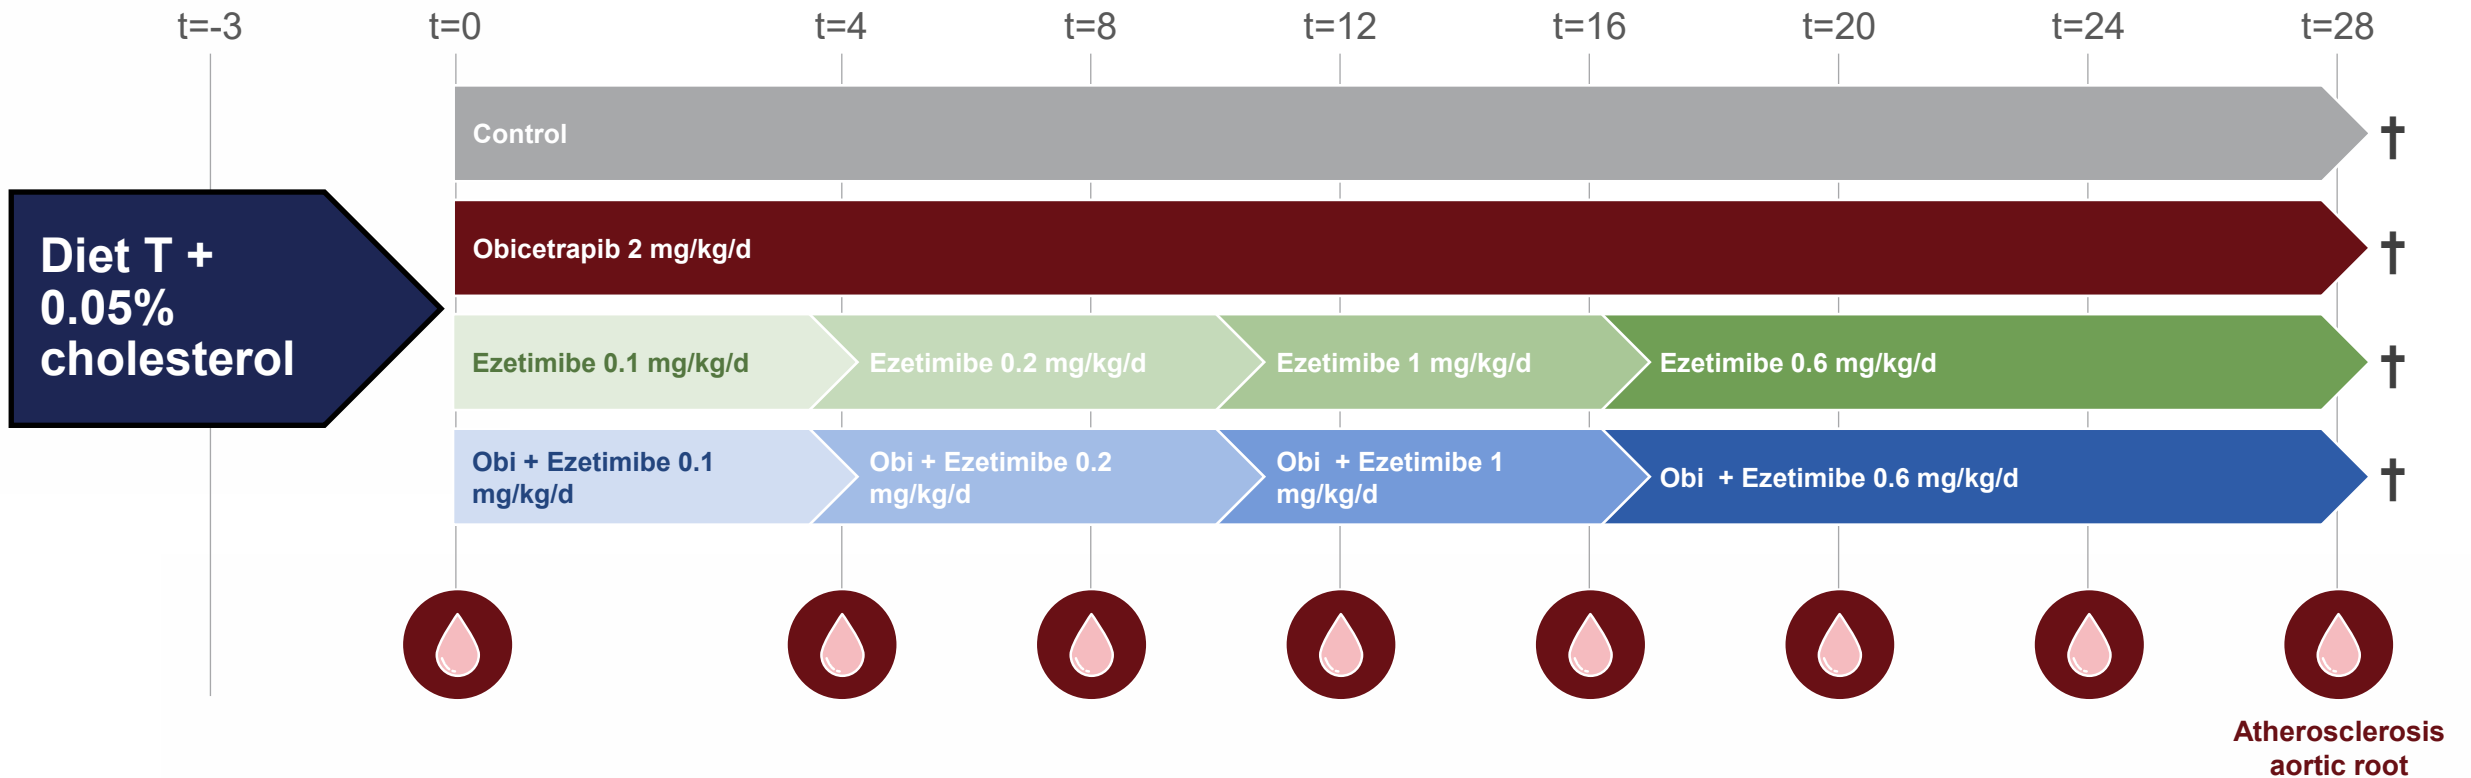 t=-3
t=0
t=4
t=8
t=12
t=16
t=20
t=24
t=28
Control
†
Diet T +
0.05%
cholesterol
Obicetrapib 2 mg/kg/d
†
Ezetimibe 0.1 mg/kg/d
Ezetimibe 0.2 mg/kg/d
Ezetimibe 1 mg/kg/d
Ezetimibe 0.6 mg/kg/d
†
Obi + Ezetimibe 0.1
mg/kg/d
Obi + Ezetimibe 0.2
mg/kg/d
Obi  + Ezetimibe 1
mg/kg/d
Obi  + Ezetimibe 0.6 mg/kg/d
†
Atherosclerosis
aortic root